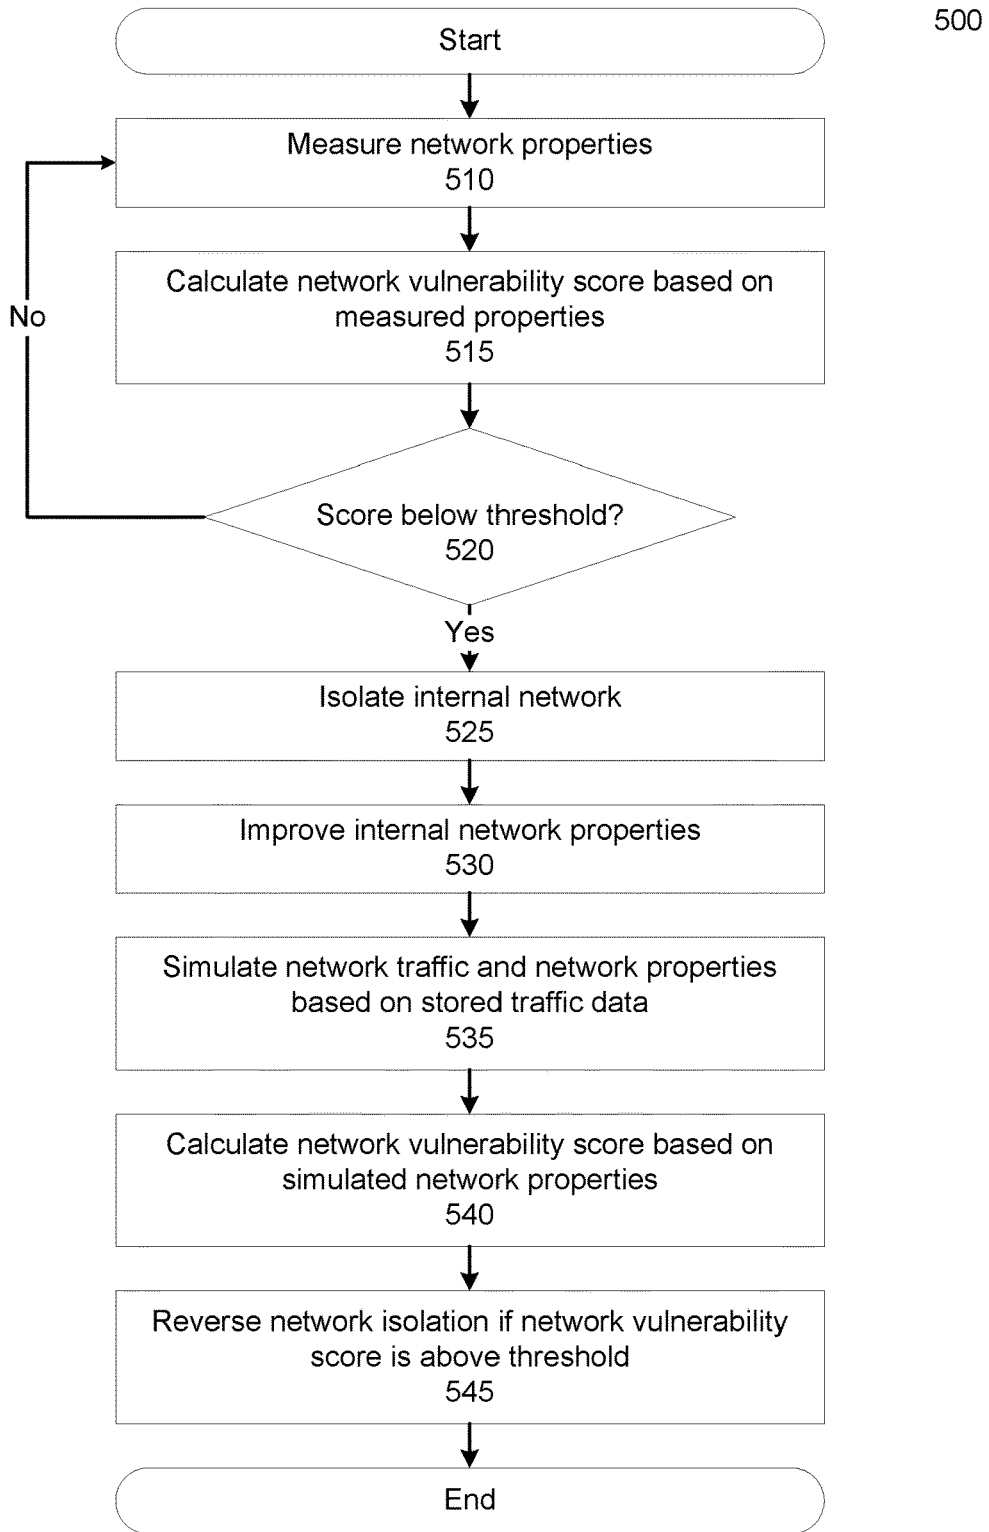 500
Start
Measure network properties
510
Calculate network vulnerability score based on
measured properties
515
No
Score below threshold?
520
Yes
Isolate internal network
525
Improve internal network properties
530
Simulate network traffic and network properties
based on stored traffic data
535
Calculate network vulnerability score based on
simulated network properties
540
Reverse network isolation if network vulnerability
score is above threshold
545
End